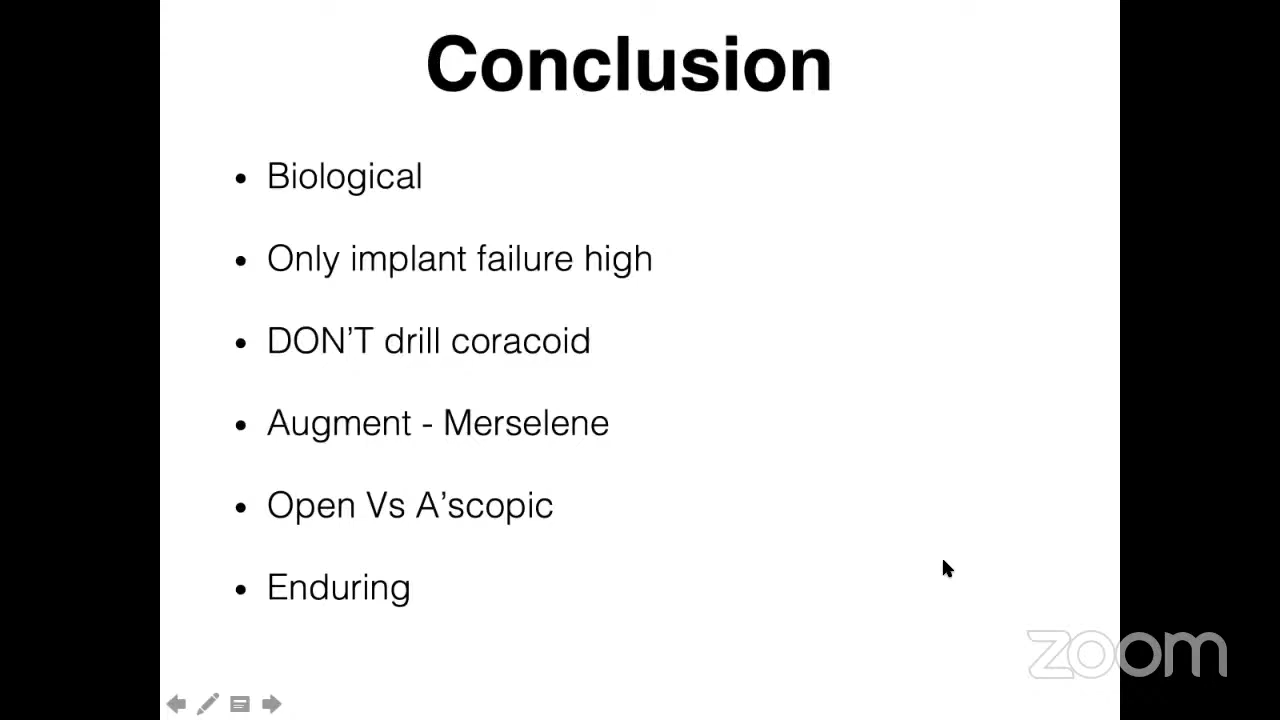 Conclusion
• Biological
• Only implant failure high
• DON'T drill coracoid
• Augment - Merselene
• Open Vs A'scopic
• Enduring
zoom